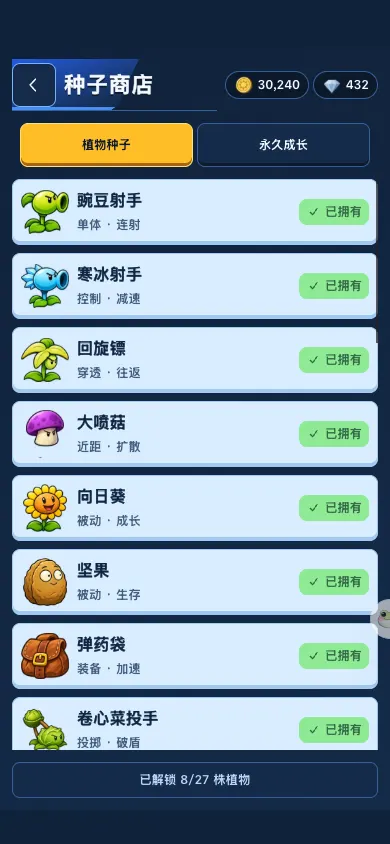 种子商店
30,240
432
植物种子
永久成长
豌豆射手
单体 · 连射
✓ 已拥有
寒冰射手
控制 · 减速
✓ 已拥有
回旋镖
穿透 · 往返
✓ 已拥有
大喷菇
近距 · 扩散
✓ 已拥有
向日葵
被动 · 成长
✓ 已拥有
坚果
被动 · 生存
✓ 已拥有
弹药袋
装备 · 加速
✓ 已拥有
卷心菜投手
投掷 · 破盾
✓ 已拥有
已解锁 8/27 株植物